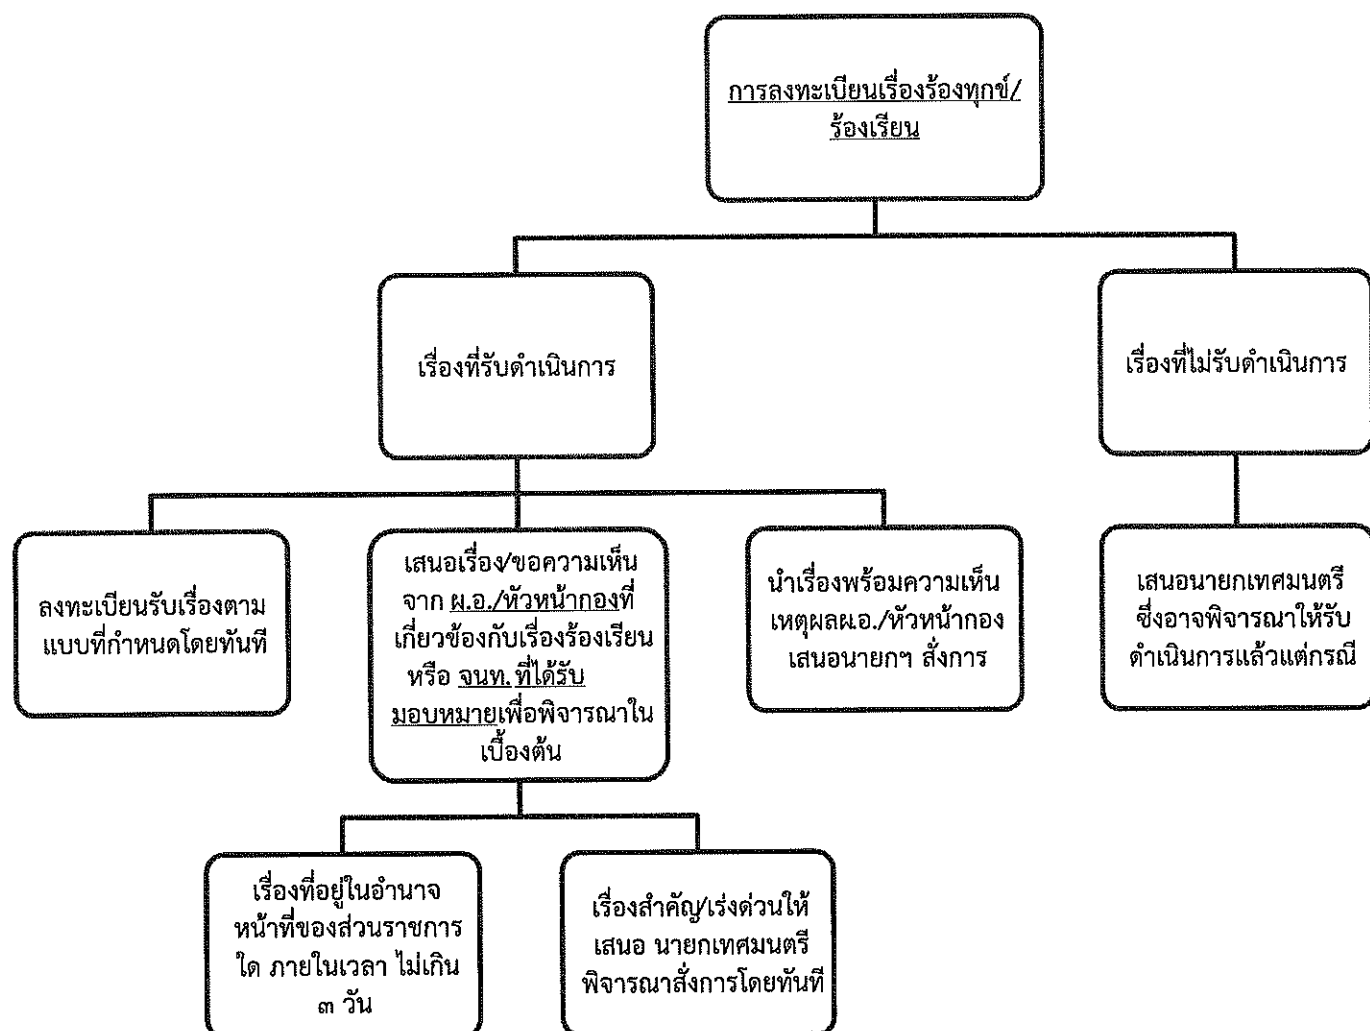 การลงทะเบียนเรื่องร้องทุกข์/
ร้องเรียน
เรื่องที่รับดำเนินการ
เรื่องที่ไม่รับดำเนินการ
ลงทะเบียนรับเรื่องตาม
แบบที่กำหนดโดยทันที
เสนอเรื่อง/ขอความเห็น
จาก ผ.อ./หัวหน้ากองที่
เกี่ยวข้องกับเรื่องร้องเรียน
หรือ จนท. ที่ได้รับ
มอบหมายเพื่อพิจารณาใน
เบื้องต้น
นำเรื่องพร้อมความเห็น
เหตุผลผ.อ./หัวหน้ากอง
เสนอนายกฯ สั่งการ
เสนอนายกเทศมนตรี
ซึ่งอาจพิจารณาให้รับ
ดำเนินการแล้วแต่กรณี
เรื่องที่อยู่ในอำนาจ
หน้าที่ของส่วนราชการ
ใด ภายในเวลา ไม่เกิน
๓ วัน
เรื่องสำคัญ/เร่งด่วนให้
เสนอ นายกเทศมนตรี
พิจารณาสั่งการโดยทันที